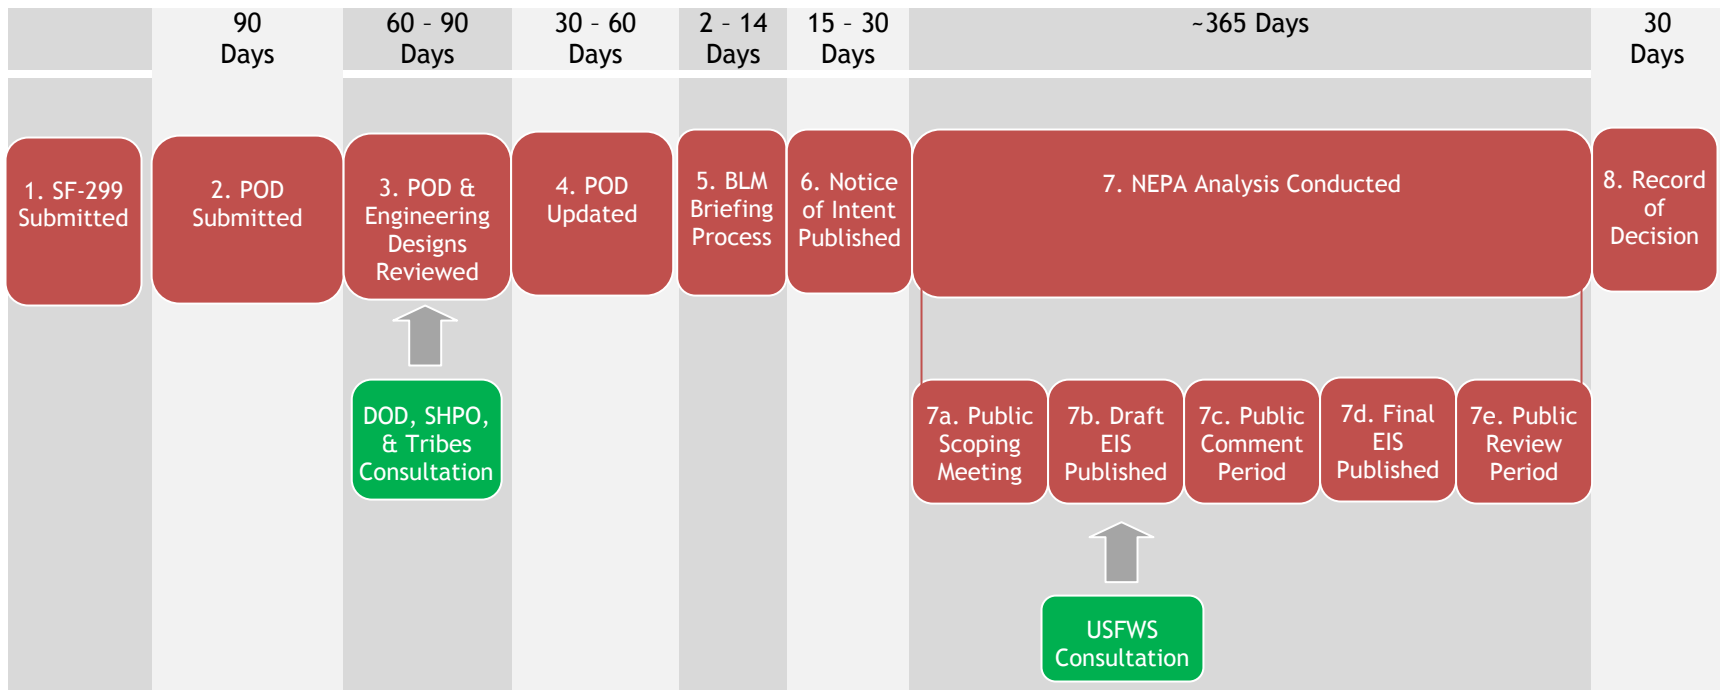 90
Days
60 – 90
Days
30 – 60
Days
2 – 14
Days
15 – 30
Days
~365 Days
30
Days
1. SF-299
Submitted
2. POD
Submitted
3. POD &
Engineering
Designs
Reviewed
4. POD
Updated
5. BLM
Briefing
Process
6. Notice
of Intent
Published
7. NEPA Analysis Conducted
8. Record
of
Decision
DOD, SHPO,
& Tribes
Consultation
7a. Public
Scoping
Meeting
7b. Draft
EIS
Published
7c. Public
Comment
Period
7d. Final
EIS
Published
7e. Public
Review
Period
USFWS
Consultation